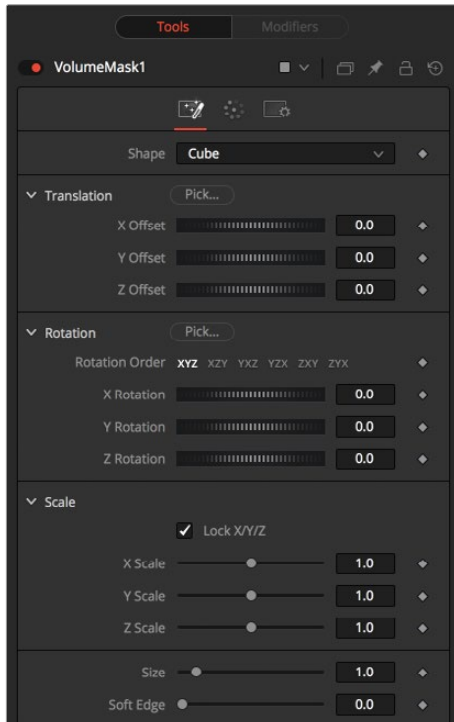 Tools Modifiers
VolumeMask1
Shape Cube
Translation Pick...
X Offset 0.0
Y Offset 0.0
Z Offset 0.0
Rotation Pick...
Rotation Order XYZ XZY YXZ YZX ZXY ZYX
X Rotation 0.0
Y Rotation 0.0
Z Rotation 0.0
Scale
Lock X/Y/Z
X Scale 1.0
Y Scale 1.0
Z Scale 1.0
Size 1.0
Soft Edge 0.0